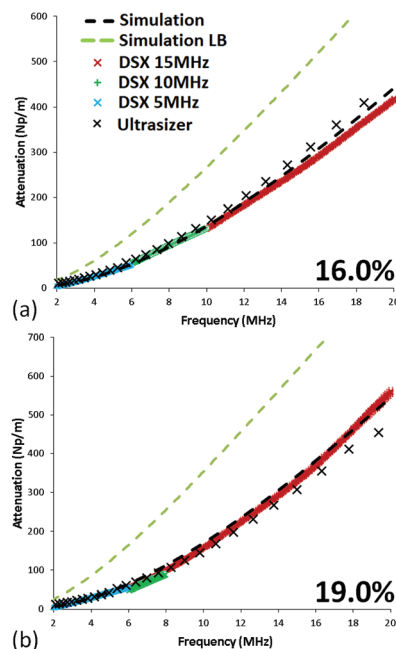 (a)
Simulation
Simulation LB
DSX 15MHz
DSX 10MHz
DSX 5MHz
Ultrasizer
Attenuation (Np/m)
600
500
400
300
200
100
0
2 4 6 8 10 12 14 16 18 20
Frequency (MHz)
16.0%
(b)
Attenuation (Np/m)
700
600
500
400
300
200
100
0
2 4 6 8 10 12 14 16 18 20
Frequency (MHz)
19.0%